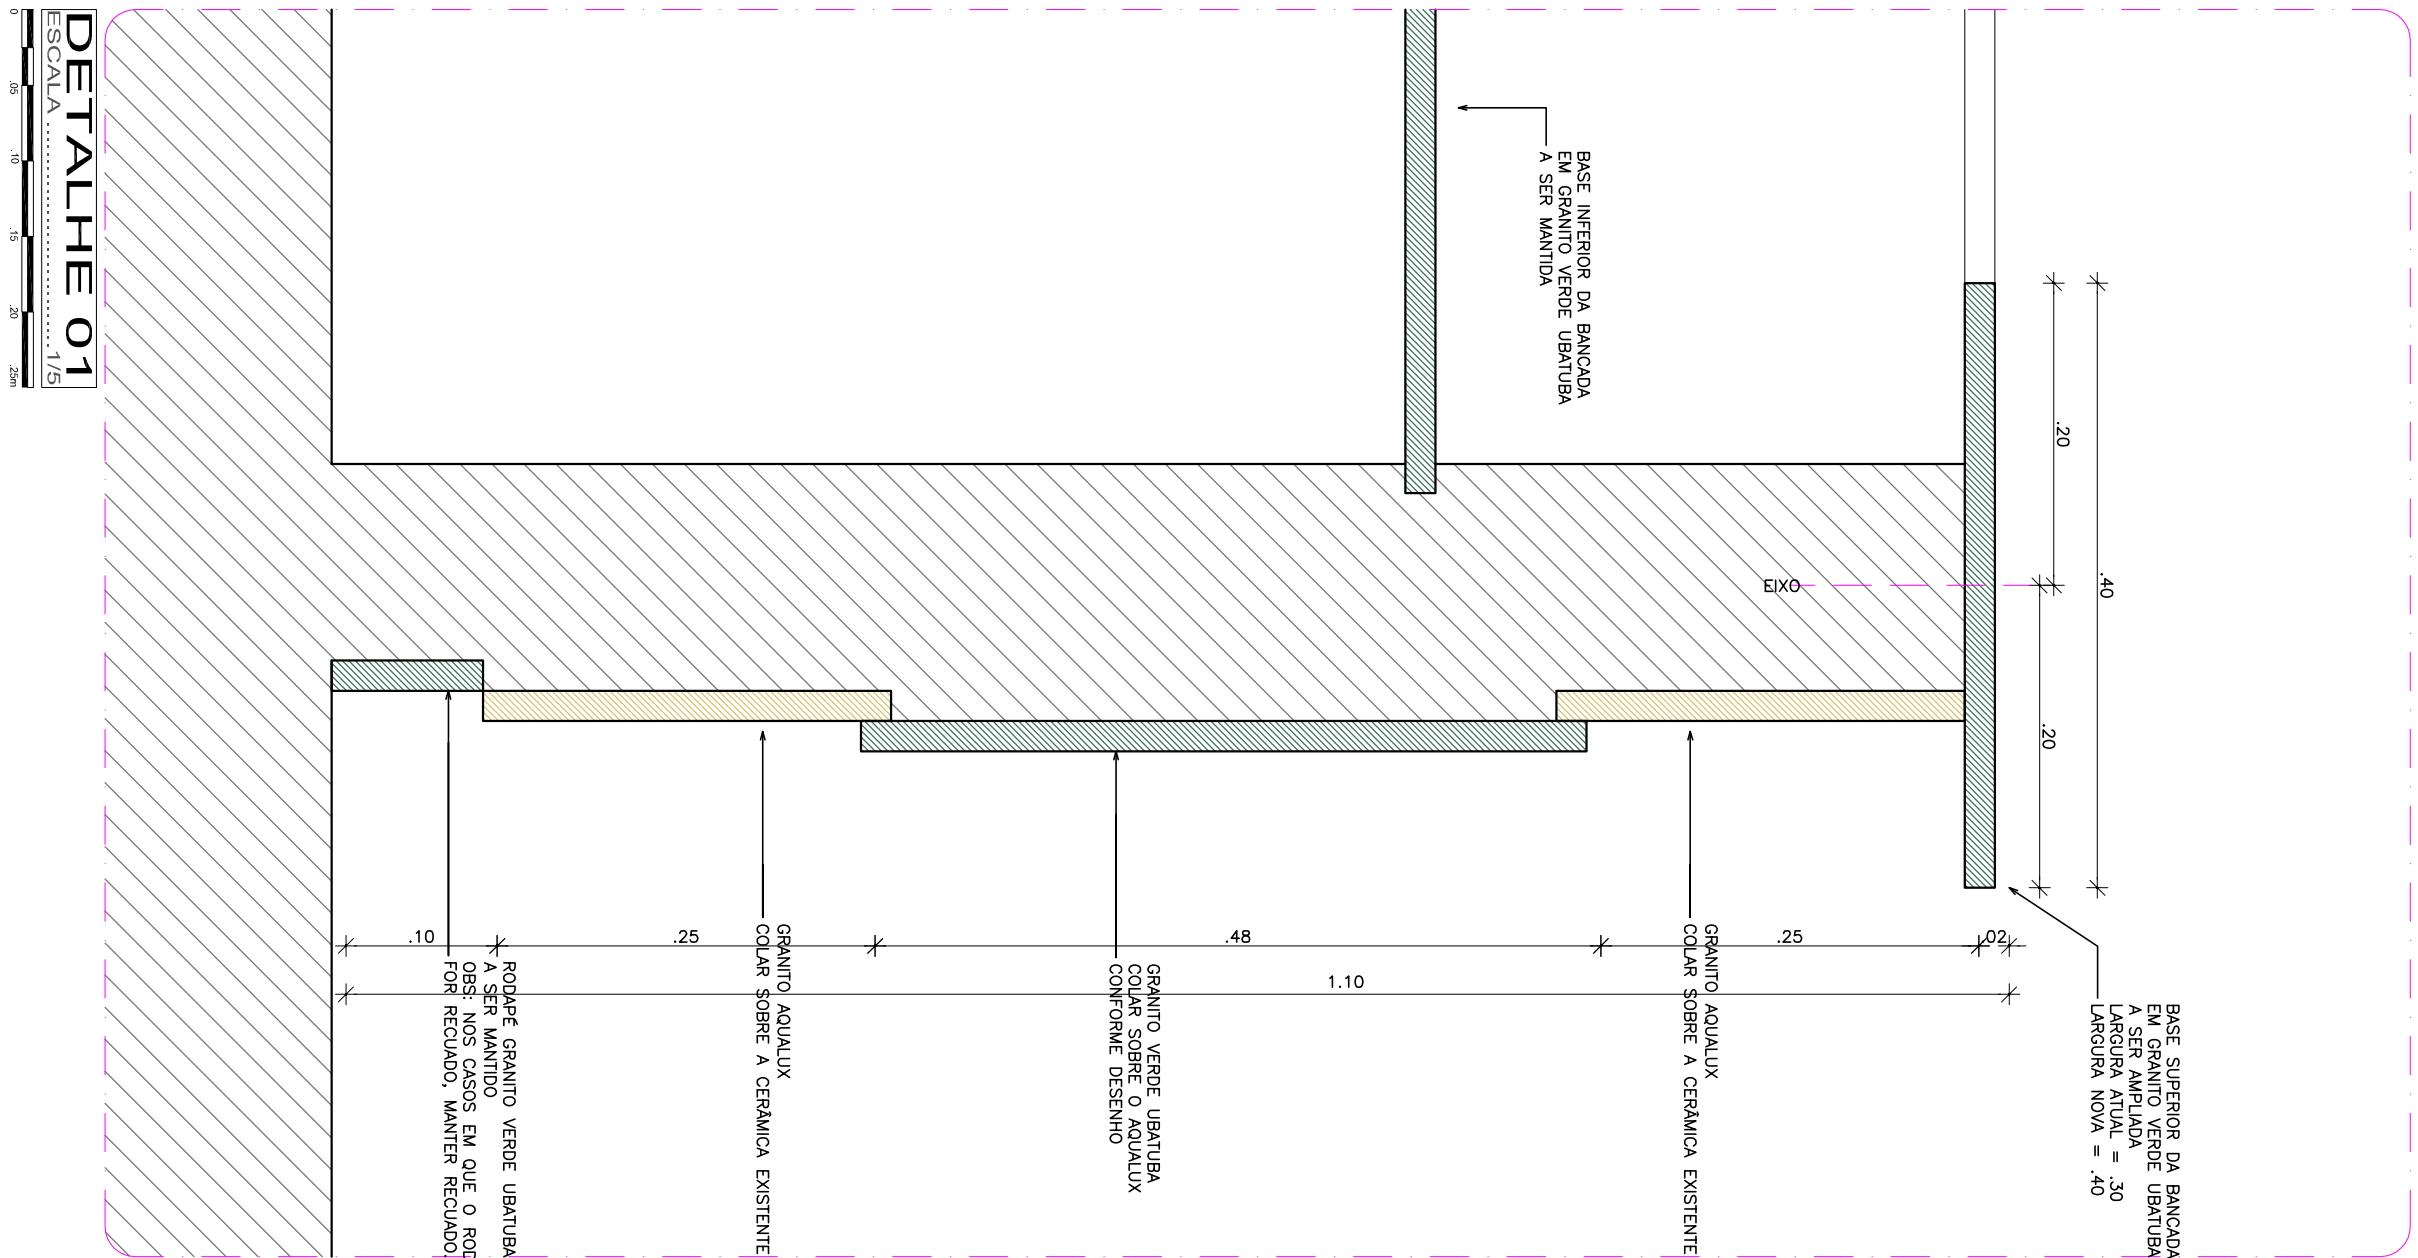 DETALHE 01
ESCALA 1/5
0 .05 .10 .15 .20 .25m
BASE SUPERIOR DA BANCADA
EM GRANITO VERDE UBATUBA
A SER AMPLIADA
LARGURA ATUAL = .30
LARGURA NOVA = .40
.40
.20
.20
EIXO
BASE INFERIOR DA BANCADA
EM GRANITO VERDE UBATUBA
A SER MANTIDA
GRANITO AQUALUX
COLAR SOBRE A CERÂMICA EXISTENTE
GRANITO VERDE UBATUBA
COLAR SOBRE O AQUALUX
CONFORME DESENHO
GRANITO AQUALUX
COLAR SOBRE A CERÂMICA EXISTENTE
RODAPÉ GRANITO VERDE UBATUBA
A SER MANTIDO
OBS: NOS CASOS EM QUE O ROD
FOR RECUADO, MANTER RECUADO.
.02
.25
.48
.25
.10
1.10